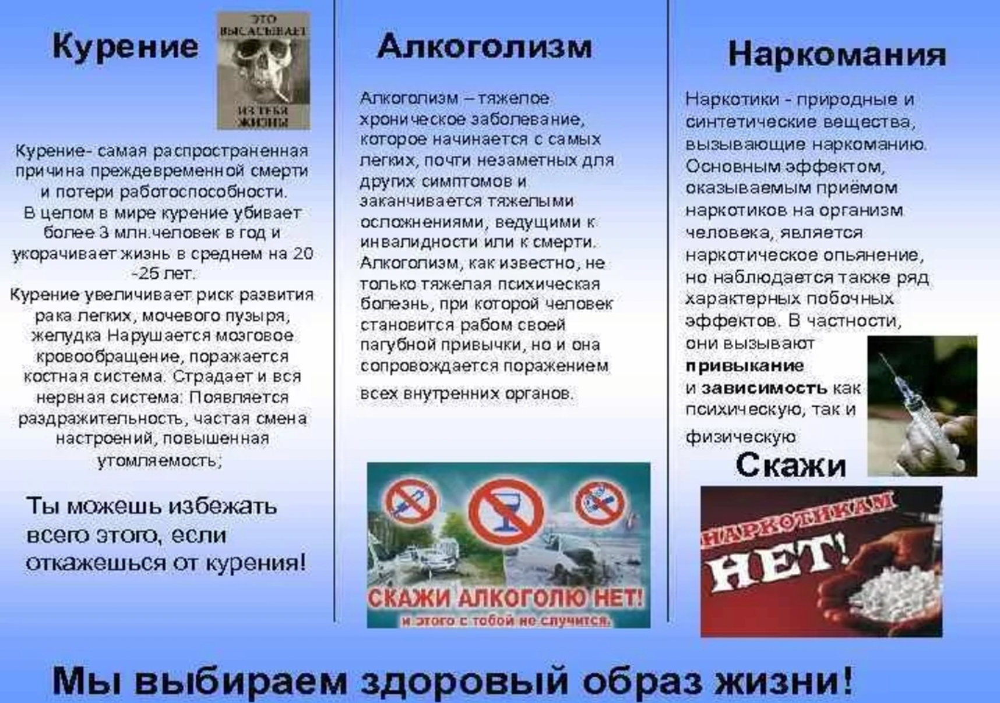 Курение
ЭТО
ВЫСАСЫВАЕТ
ИЗ ТЕБЯ
ЖИЗНЬ
Курение- самая распространенная
причина преждевременной смерти
и потери работоспособности.
В целом в мире курение убивает
более 3 млн.человек в год и
укорачивает жизнь в среднем на 20
-25 лет.
Курение увеличивает риск развития
рака легких, мочевого пузыря,
желудка Нарушается мозговое
кровообращение, поражается
костная система. Страдает и вся
нервная система: Появляется
раздражительность, частая смена
настроений, повышенная
утомляемость;
Ты можешь избежать
всего этого, если
откажешься от курения!
Алкоголизм
Алкоголизм – тяжелое
хроническое заболевание,
которое начинается с самых
легких, почти незаметных для
других симптомов и
заканчивается тяжелыми
осложнениями, ведущими к
инвалидности или к смерти.
Алкоголизм, как известно, не
только тяжелая психическая
болезнь, при которой человек
становится рабом своей
пагубной привычки, но и она
сопровождается поражением
всех внутренних органов.
СКАЖИ АЛКОГОЛЮ НЕТ!
и этого с тобой не случится.
Наркомания
Наркотики - природные и
синтетические вещества,
вызывающие наркоманию.
Основным эффектом,
оказываемым приёмом
наркотиков на организм
человека, является
наркотическое опьянение,
но наблюдается также ряд
характерных побочных
эффектов. В частности,
они вызывают
привыкание
и зависимость как
психическую, так и
физическую
Скажи
НАРКОТИКАМ
НЕТ!
Мы выбираем здоровый образ жизни!